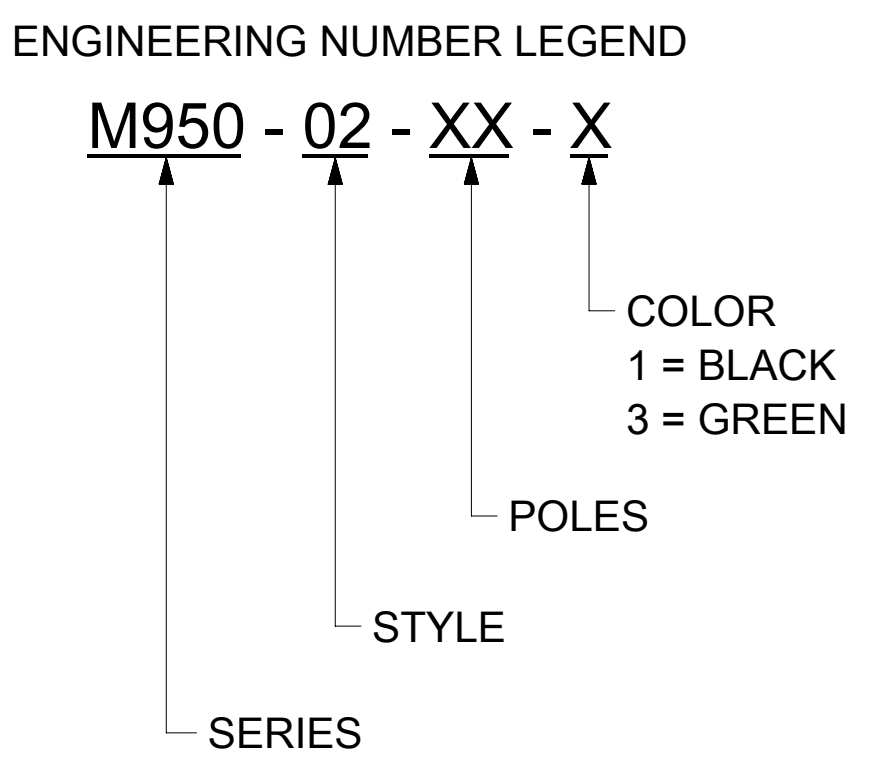 ENGINEERING NUMBER LEGEND
M950 - 02 - XX - X
COLOR
1 = BLACK
3 = GREEN
POLES
STYLE
SERIES